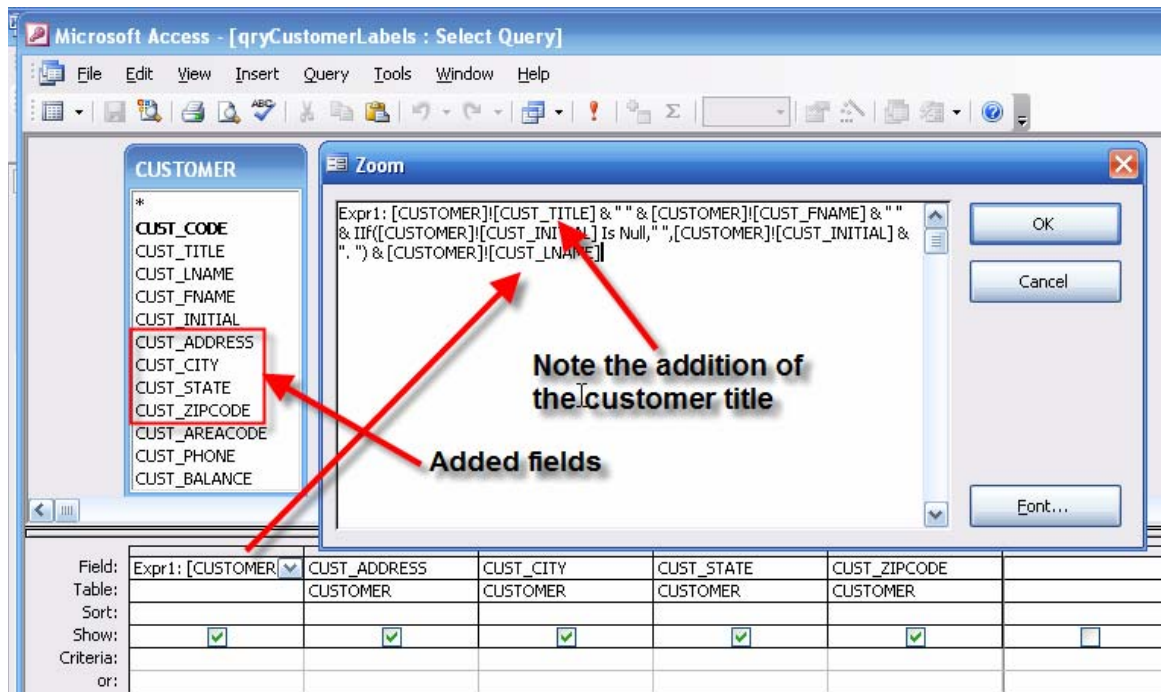 Microsoft Access - [qryCustomerLabels : Select Query]
File Edit View Insert Query Tools Window Help
CUSTOMER
*
CUST_CODE
CUST_TITLE
CUST_LNAME
CUST_FNAME
CUST_INITIAL
CUST_ADDRESS
CUST_CITY
CUST_STATE
CUST_ZIPCODE
CUST_AREACODE
CUST_PHONE
CUST_BALANCE
Zoom
Expr1: [CUSTOMER]![CUST_TITLE] & " " & [CUSTOMER]![CUST_FNAME] & " "
& IIf([CUSTOMER]![CUST_INITIAL] Is Null," ",[CUSTOMER]![CUST_INITIAL] &
". ") & [CUSTOMER]![CUST_LNAME]
OK
Cancel
Font...
Note the addition of
the customer title
Added fields
Field: Expr1: [CUSTOMER CUST_ADDRESS CUST_CITY CUST_STATE CUST_ZIPCODE
Table: CUSTOMER CUSTOMER CUSTOMER CUSTOMER
Sort:
Show:
Criteria:
or: